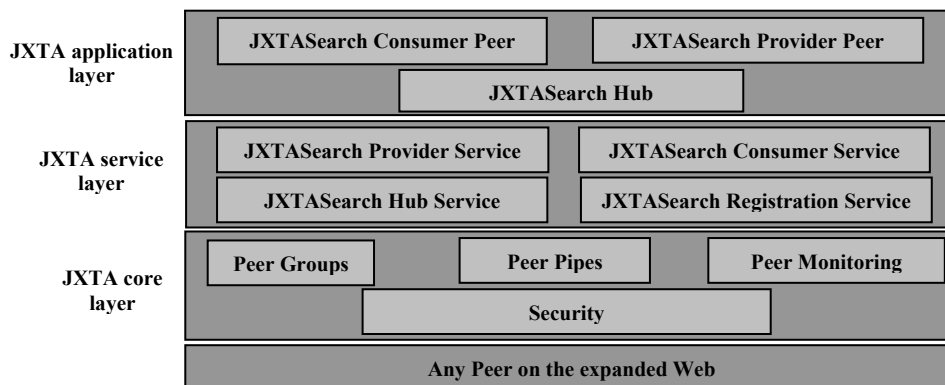 JXTA application
layer
JXTASearch Consumer Peer
JXTASearch Provider Peer
JXTASearch Hub
JXTA service
layer
JXTASearch Provider Service
JXTASearch Consumer Service
JXTASearch Hub Service
JXTASearch Registration Service
JXTA core
layer
Peer Groups
Peer Pipes
Peer Monitoring
Security
Any Peer on the expanded Web